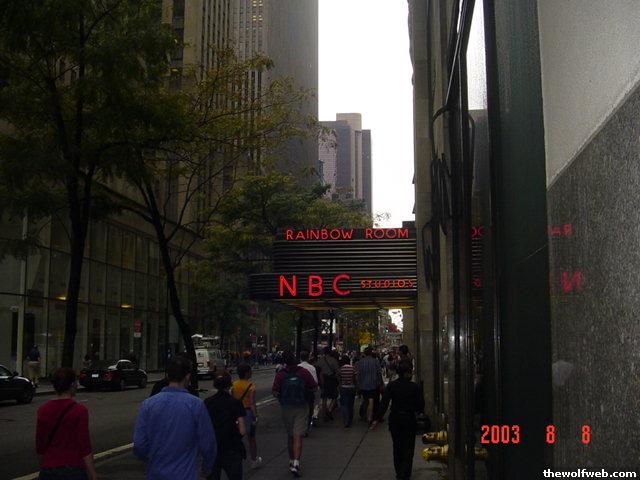 RAINBOW ROOM
NBC STUDIOS
2003 8 8
thewolfweb.com